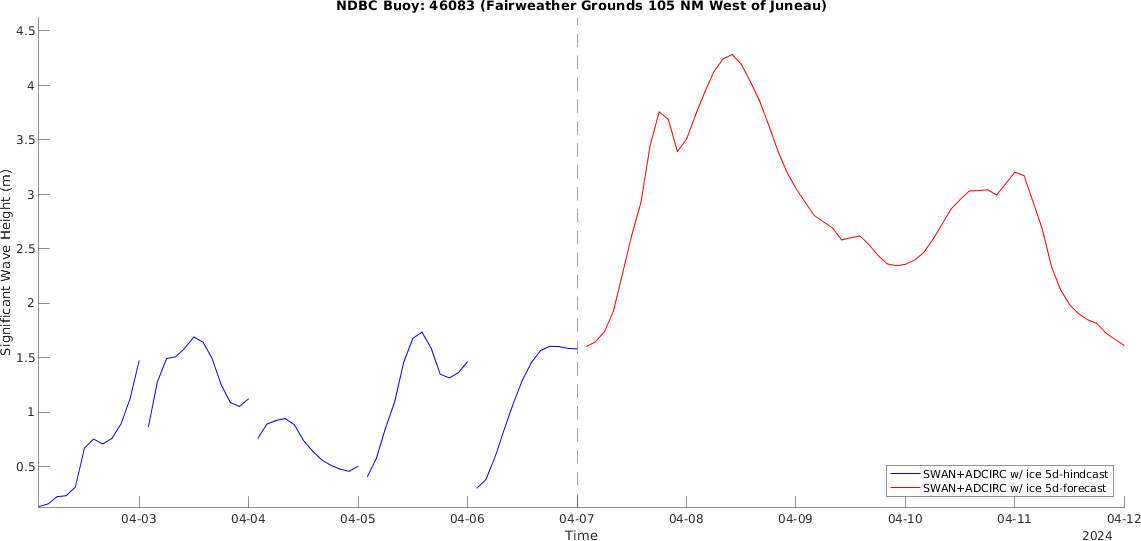 NDBC Buoy: 46083 (Fairweather Grounds 105 NM West of Juneau)
4.5
4
3.5
3
2.5
2
1.5
1
0.5
Significant Wave Height (m)
SWAN+ADCIRC w/ ice 5d-hindcast
SWAN+ADCIRC w/ ice 5d-forecast
04-03 04-04 04-05 04-06 04-07 04-08 04-09 04-10 04-11 04-12
Time
2024